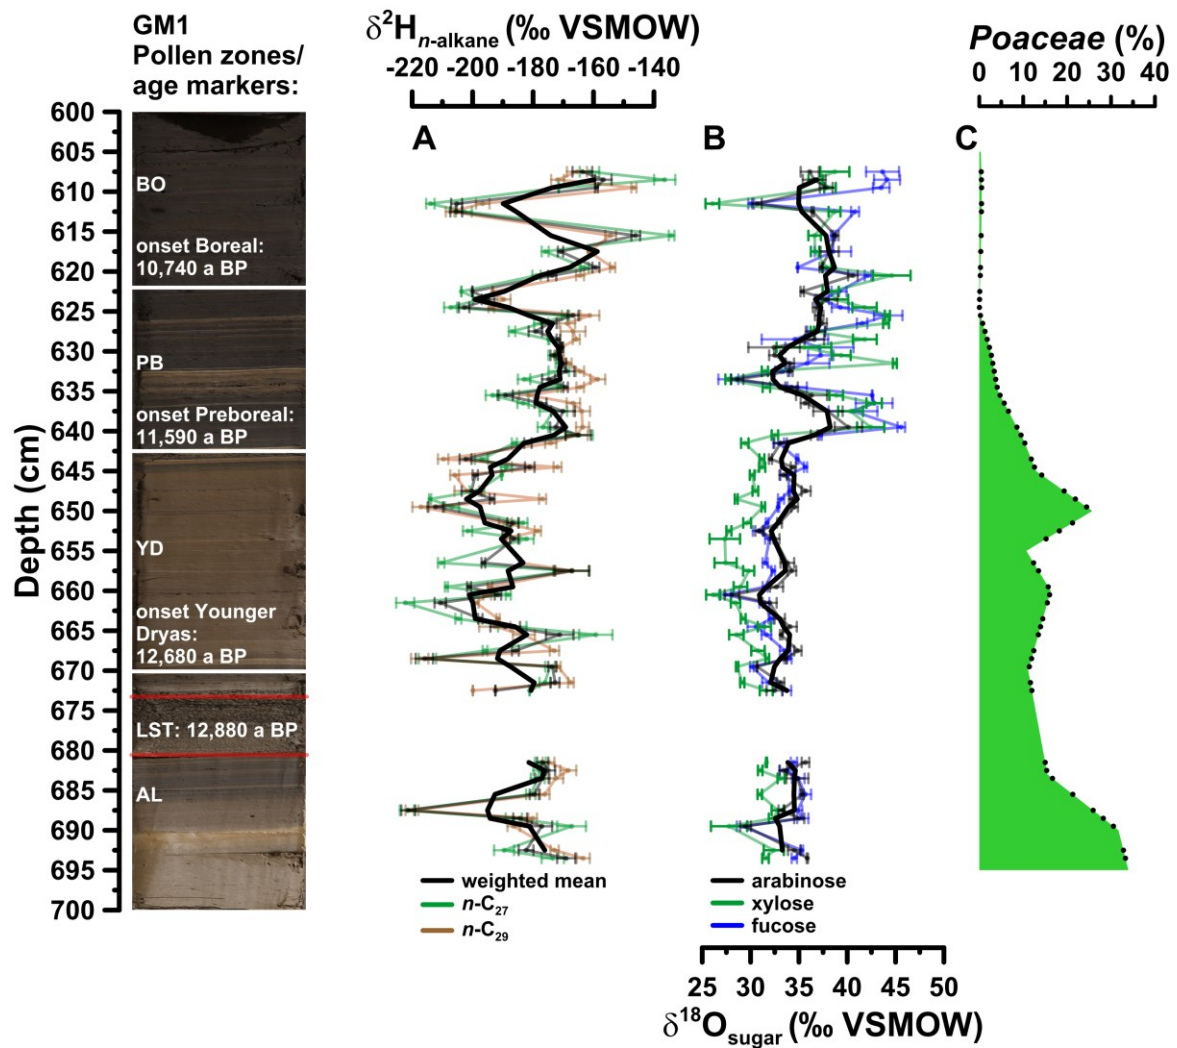 GM1
Pollen zones/
age markers:
δ²H n-alkane (‰ VSMOW)
-220 -200 -180 -160 -140
Poaceae (%)
0 10 20 30 40
A
B
C
Depth (cm)
600
605
610
615
620
625
630
635
640
645
650
655
660
665
670
675
680
685
690
695
700
BO
onset Boreal:
10,740 a BP
PB
onset Preboreal:
11,590 a BP
YD
onset Younger
Dryas:
12,680 a BP
LST: 12,880 a BP
AL
weighted mean
n-C₂₇
n-C₂₉
arabinose
xylose
fucose
25 30 35 40 45 50
δ¹⁸O sugar (‰ VSMOW)